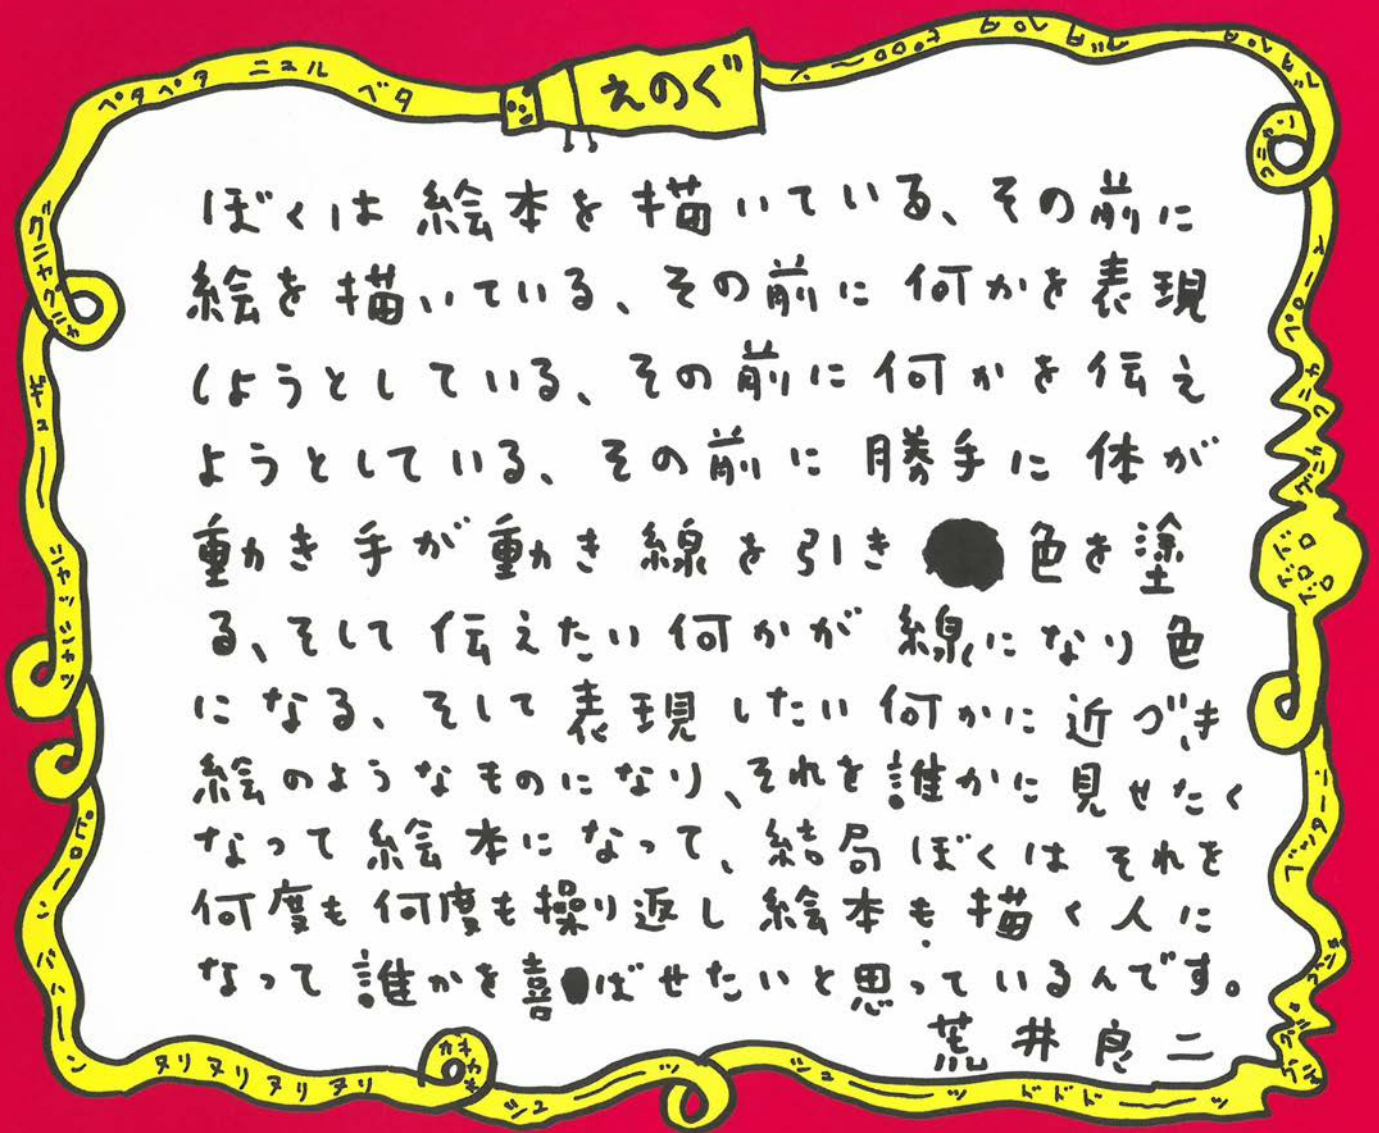 えのぐ
ペタペタ ニュル ベタ
ぼくは絵本を描いている、その前に
絵を描いている、その前に何かを表現
しようとしている、その前に何かを伝え
ようとしている、その前に勝手に体が
動き手が動き線を引き 色を塗
る、そして伝えたい何かが線になり色
になる、そして表現したい何かに近づき
絵のようなものになり、それを誰かに見せたく
なって絵本になって、結局ぼくはそれを
何度も何度も操り返し絵本も描く人に
なって誰かを喜ばせたいと思っているんです。
荒井良二
ヌリヌリヌリヌリ
ドドド